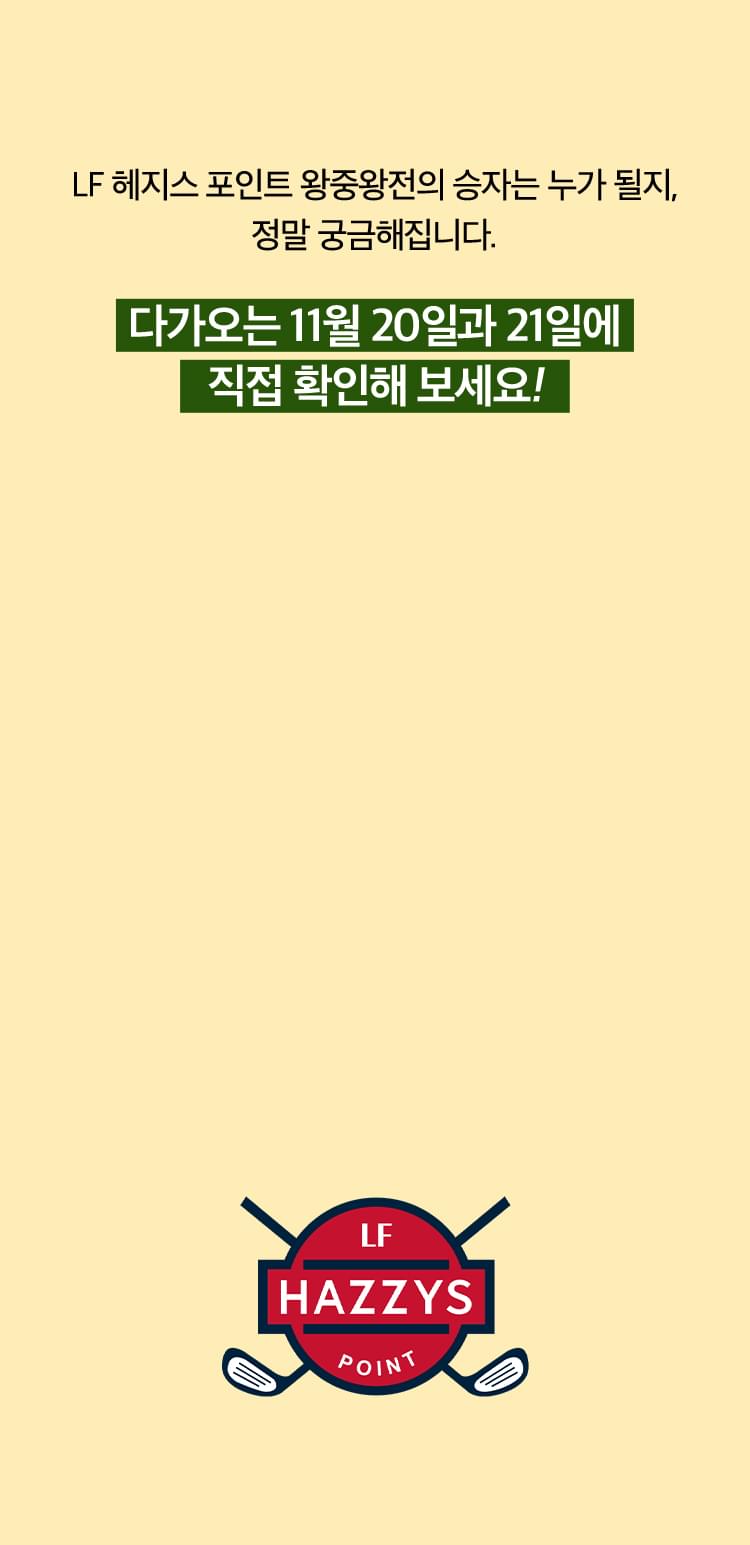 LF 헤지스 포인트 왕중왕전의 승자는 누가 될지,
정말 궁금해집니다.
다가오는 11월 20일과 21일에
직접 확인해 보세요!
LF
HAZZYS
POINT